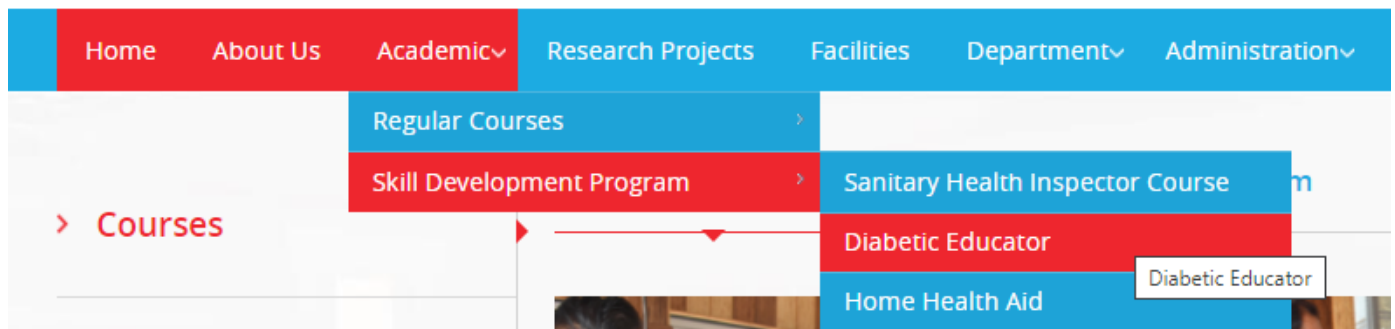 Home About Us Academic Research Projects Facilities Department Administration
Regular Courses
Skill Development Program
Sanitary Health Inspector Course
m
Courses
Diabetic Educator
Diabetic Educator
Home Health Aid